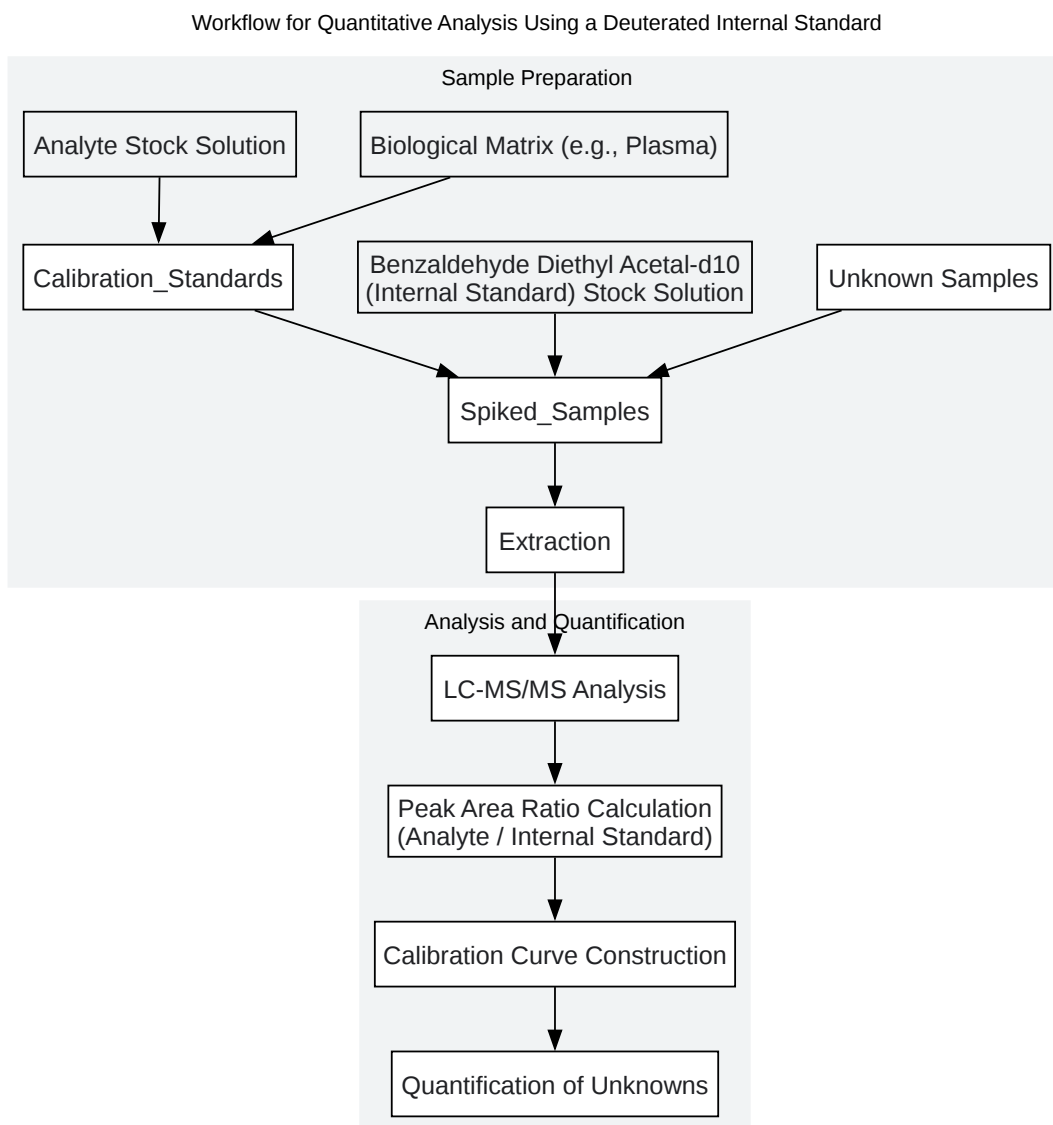 Workflow for Quantitative Analysis Using a Deuterated Internal Standard
Sample Preparation
Analyte Stock Solution
Biological Matrix (e.g., Plasma)
Calibration_Standards
Benzaldehyde Diethyl Acetal-d10
(Internal Standard) Stock Solution
Unknown Samples
Spiked_Samples
Extraction
Analysis and Quantification
LC-MS/MS Analysis
Peak Area Ratio Calculation
(Analyte / Internal Standard)
Calibration Curve Construction
Quantification of Unknowns